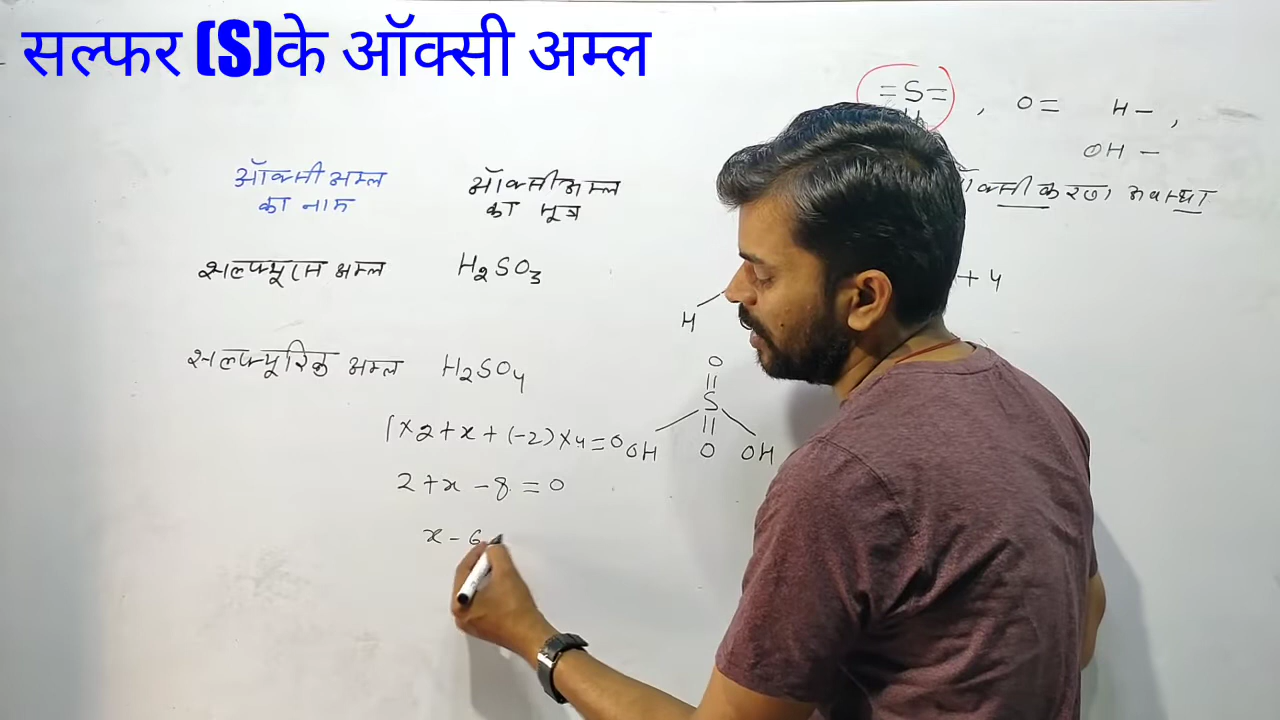 सल्फर (S)के ऑक्सी अम्ल
=S= , O= H- ,
OH -
ऑक्सी अम्ल का नाम
ऑक्सी अम्ल का सूत्र
ऑक्सीकरण अवस्था
सल्फ्यूरस अम्ल H₂SO₃ +4
H
सल्फ्यूरिक अम्ल H₂SO₄
O
S
OH O OH
1×2+x+(-2)×4=0
2+x-8=0
x-6